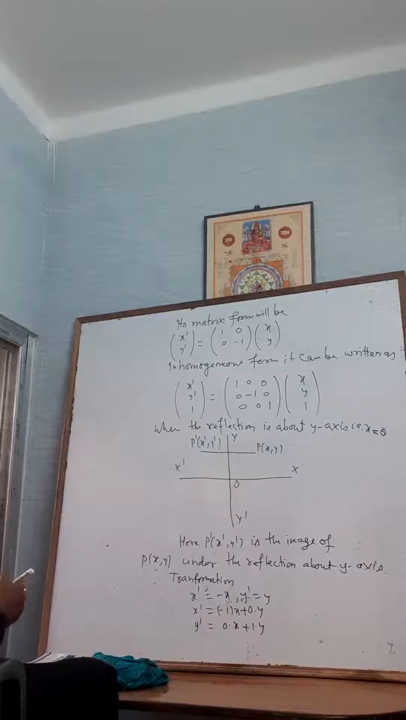 Its matrix form will be
(x' y') = (1 0 0 -1) (x y)
In homogeneous form it can be written as
(x' y' 1) = (1 0 0 0 -1 0 0 0 1) (x y 1)
When the reflection is about y-axis i.e. x=0
P'(x',y') Y P(x,y)
X' X
O
Y'
Here P'(x',y') is the image of
P(x,y) under the reflection about y-axis.
Tranformation
x' = -x, y' = y
x' = (-1)x+0.y
y' = 0.x+1.y